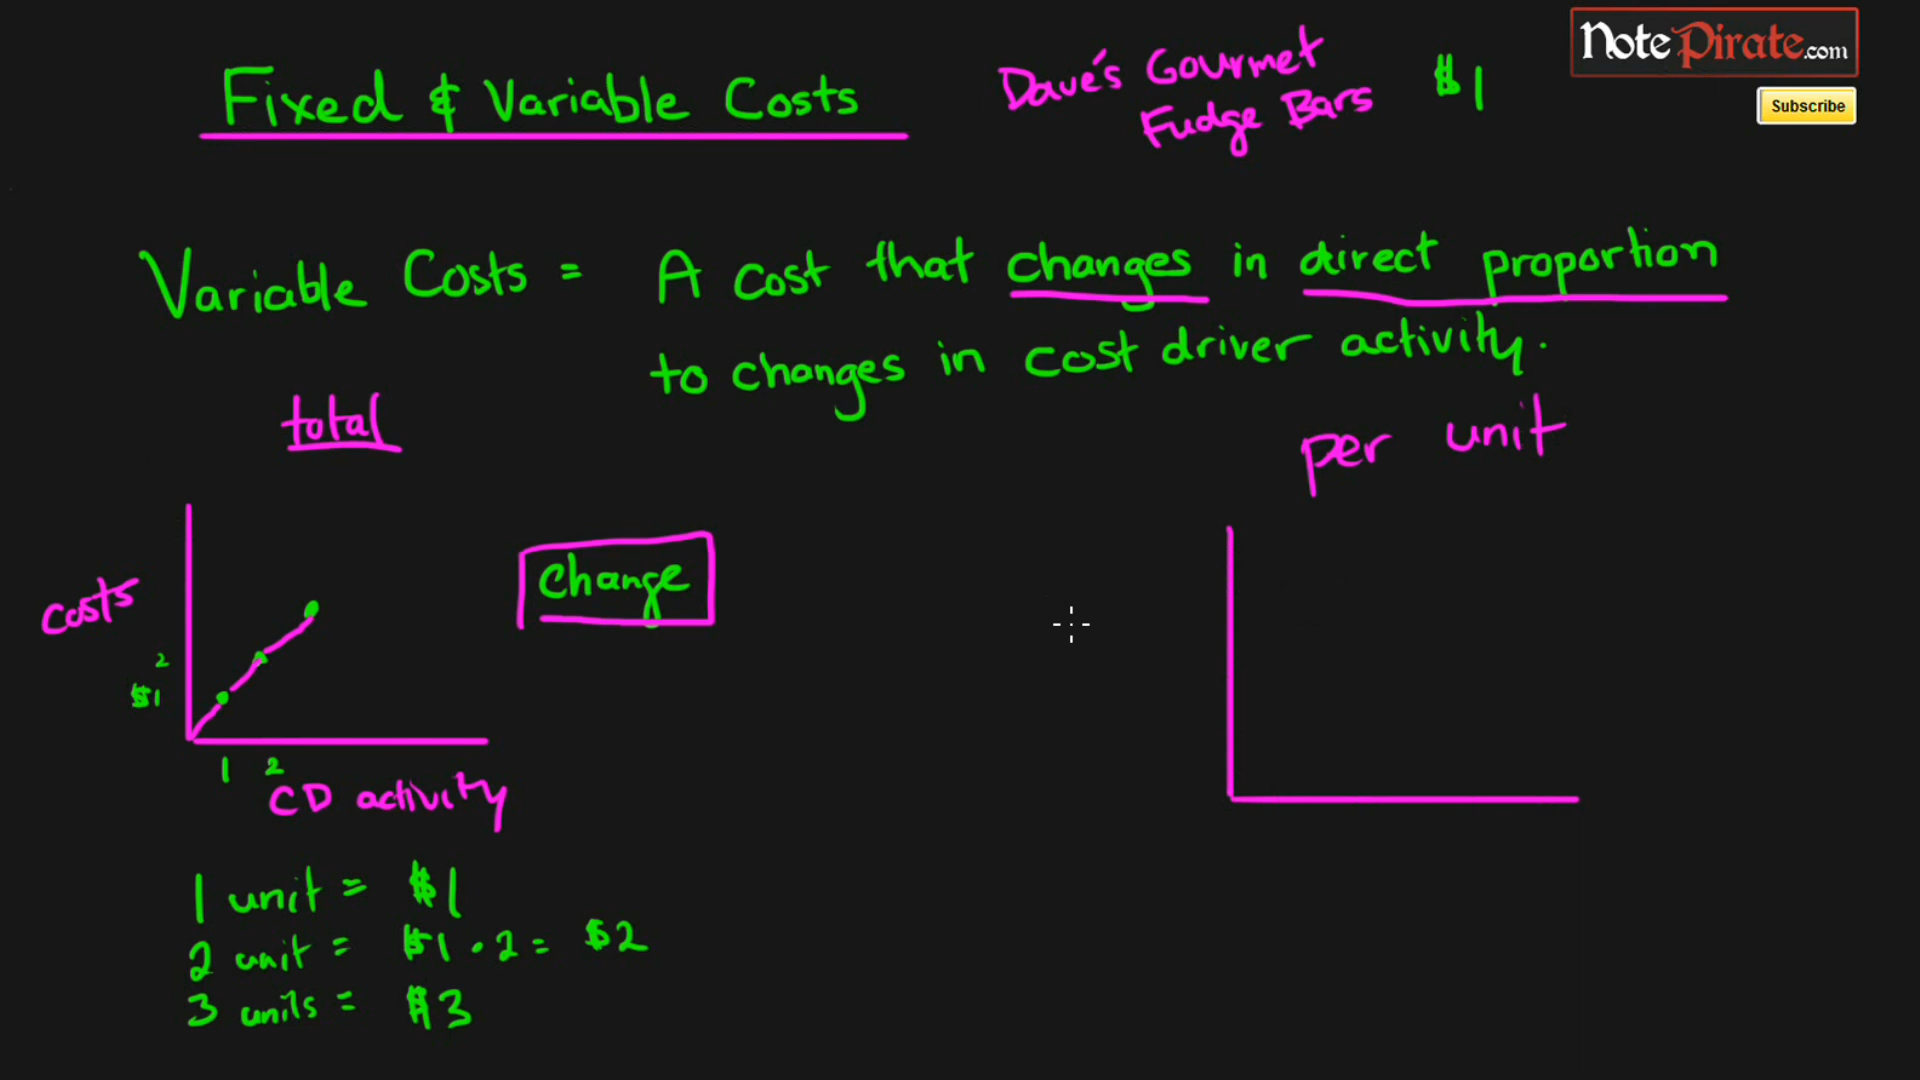 Fixed & Variable Costs
Dave's Gourmet
Fudge Bars
$1
NotePirate.com
Subscribe
Variable Costs = A cost that changes in direct proportion
to changes in cost driver activity.
total
per unit
costs
Change
2
$1
1 2
CD activity
1 unit = $1
2 unit = $1 · 2 = $2
3 units = $3